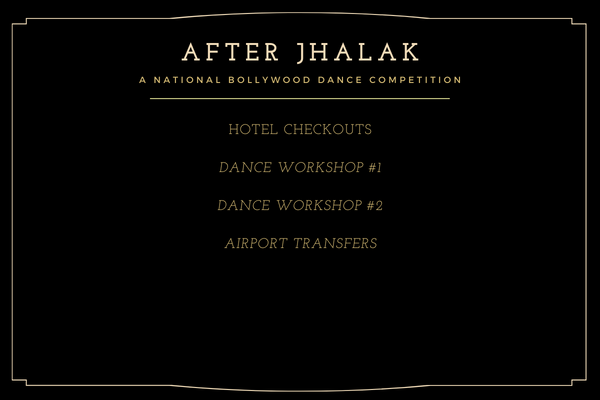 AFTER JHALAK
A NATIONAL BOLLYWOOD DANCE COMPETITION
HOTEL CHECKOUTS
DANCE WORKSHOP #1
DANCE WORKSHOP #2
AIRPORT TRANSFERS